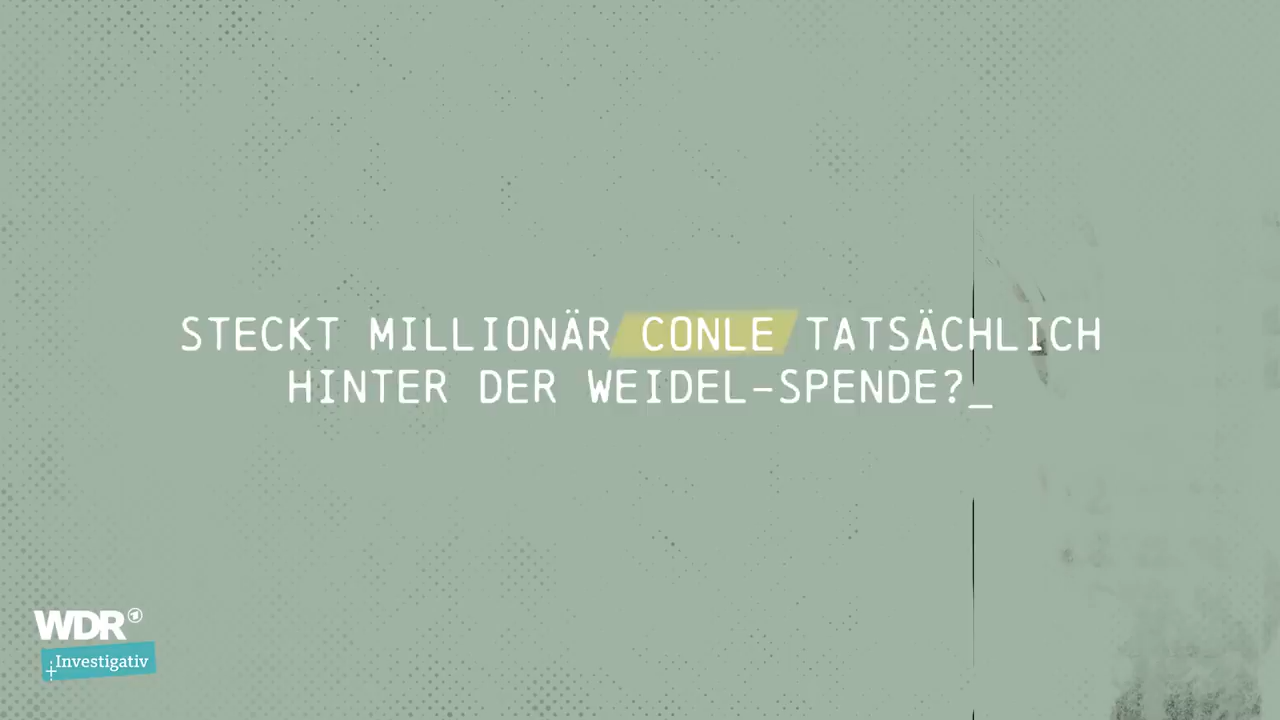 STECKT MILLIONÄR CONLE TATSÄCHLICH
HINTER DER WEIDEL-SPENDE?_
WDR
Investigativ